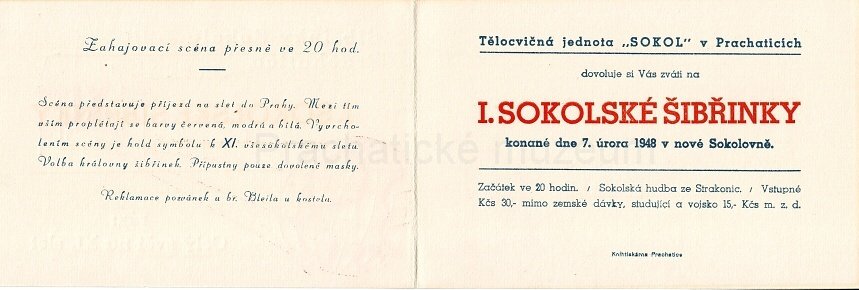 Zahajovací scéna přesně ve 20 hod.
Scéna představuje příjezd na slet do Prahy. Mezi tím
vším proplétají se barvy červená, modrá a bílá. Vyvrcho-
lením scény je hold symbolu k XI. všesokolskému sletu.
Volba královny šibřinek. Přípustny pouze dovolené masky.
Reklamace pozvánek u br. Bleila u kostela.
Tělocvičná jednota „SOKOL" v Prachaticích
dovoluje si Vás zváti na
I. SOKOLSKÉ ŠIBŘINKY
konané dne 7. února 1948 v nové Sokolovně.
Začátek ve 20 hodin. / Sokolská hudba ze Strakonic. / Vstupné
Kčs 30,- mimo zemské dávky, studující a vojsko 15,- Kčs m. z. d.
Knihtiskárna Prachatice
Prachatické muzeum